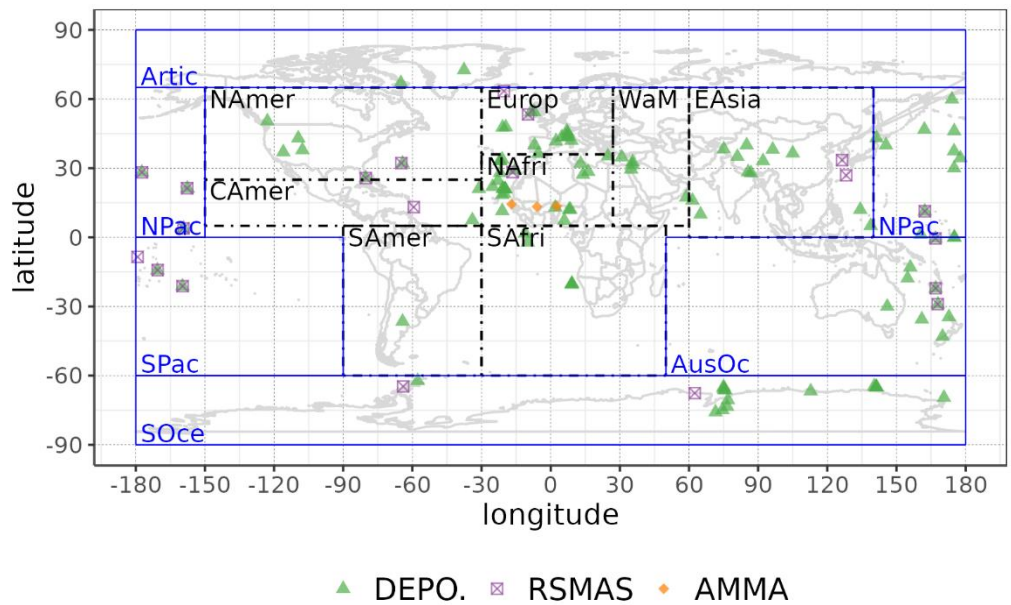 90
Artic
60
NAmer Europ WaM EAsia
30
NAfri
CAmer
NPac NPac
0
SAmer SAfri
-30
SPac AusOc
-60
SOce
-90
-180 -150 -120 -90 -60 -30 0 30 60 90 120 150 180
latitude
longitude
DEPO. RSMAS AMMA